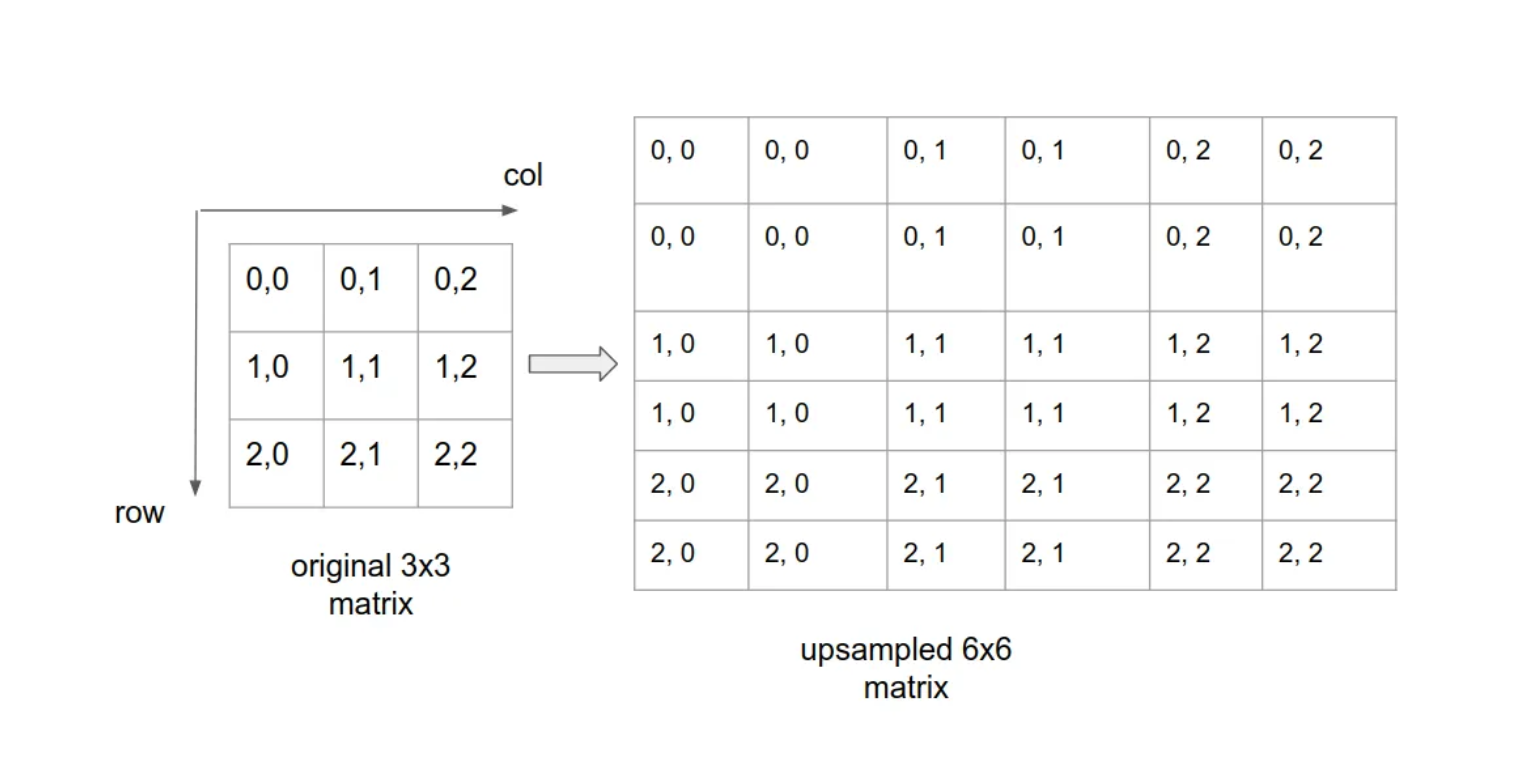 col
0,0 0,1 0,2
1,0 1,1 1,2
2,0 2,1 2,2
row
original 3x3
matrix
0, 0 0, 0 0, 1 0, 1 0, 2 0, 2
0, 0 0, 0 0, 1 0, 1 0, 2 0, 2
1, 0 1, 0 1, 1 1, 1 1, 2 1, 2
1, 0 1, 0 1, 1 1, 1 1, 2 1, 2
2, 0 2, 0 2, 1 2, 1 2, 2 2, 2
2, 0 2, 0 2, 1 2, 1 2, 2 2, 2
upsampled 6x6
matrix